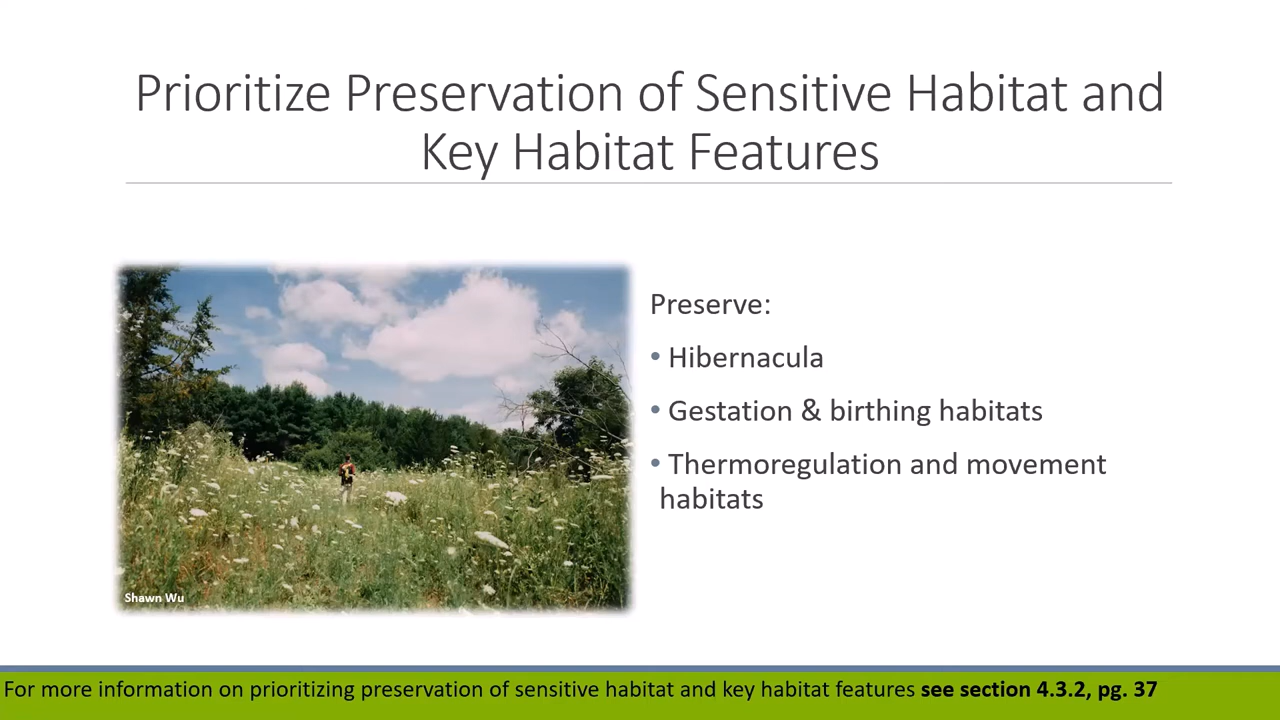 Prioritize Preservation of Sensitive Habitat and
Key Habitat Features
Preserve:
• Hibernacula
• Gestation & birthing habitats
• Thermoregulation and movement
habitats
Shawn Wu
For more information on prioritizing preservation of sensitive habitat and key habitat features see section 4.3.2, pg. 37